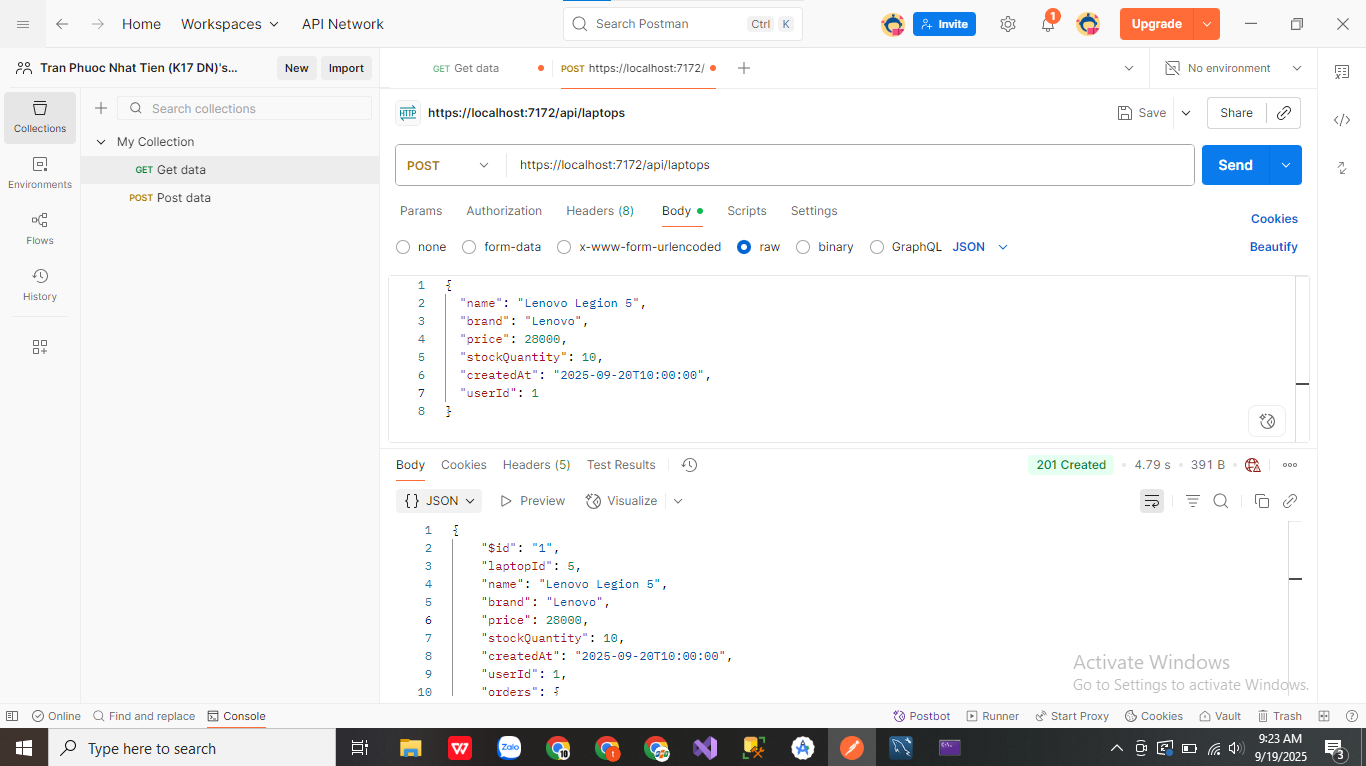 Home
Workspaces
API Network
Search Postman
Ctrl
K
Invite
1
Upgrade
Tran Phuoc Nhat Tien (K17 DN)'s...
New
Import
GET Get data
POST https://localhost:7172/
No environment
Collections
Environments
Flows
History
Search collections
My Collection
GET Get data
POST Post data
HTTP
https://localhost:7172/api/laptops
Save
Share
POST
https://localhost:7172/api/laptops
Send
Params
Authorization
Headers (8)
Body
Scripts
Settings
Cookies
none
form-data
x-www-form-urlencoded
raw
binary
GraphQL
JSON
Beautify
1 {
2 "name": "Lenovo Legion 5",
3 "brand": "Lenovo",
4 "price": 28000,
5 "stockQuantity": 10,
6 "createdAt": "2025-09-20T10:00:00",
7 "userId": 1
8 }
Body
Cookies
Headers (5)
Test Results
201 Created
4.79 s
391 B
{} JSON
Preview
Visualize
1 {
2 "$id": "1",
3 "laptopId": 5,
4 "name": "Lenovo Legion 5",
5 "brand": "Lenovo",
6 "price": 28000,
7 "stockQuantity": 10,
8 "createdAt": "2025-09-20T10:00:00",
9 "userId": 1,
10 "orders": {
Activate Windows
Go to Settings to activate Windows.
Online
Find and replace
Console
Postbot
Runner
Start Proxy
Cookies
Vault
Trash
Type here to search
Zalo
10
9:23 AM
9/19/2025
3